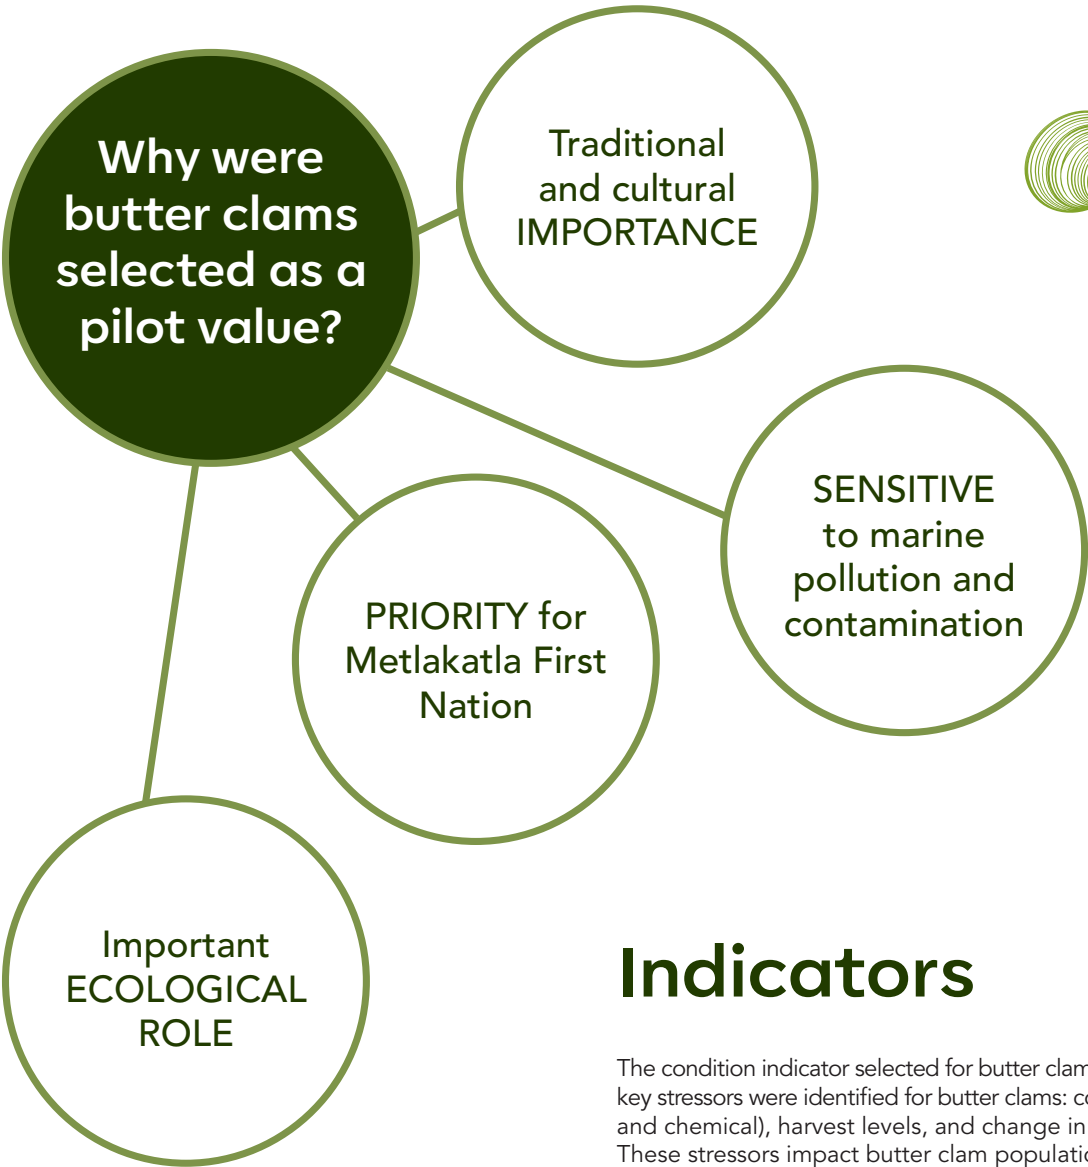 Why were
butter clams
selected as a
pilot value?
Traditional
and cultural
IMPORTANCE
SENSITIVE
to marine
pollution and
contamination
PRIORITY for
Metlakatla First
Nation
Important
ECOLOGICAL
ROLE
Indicators
The condition indicator selected for butter clam
key stressors were identified for butter clams:
and chemical), harvest levels, and change in
These stressors impact butter clam